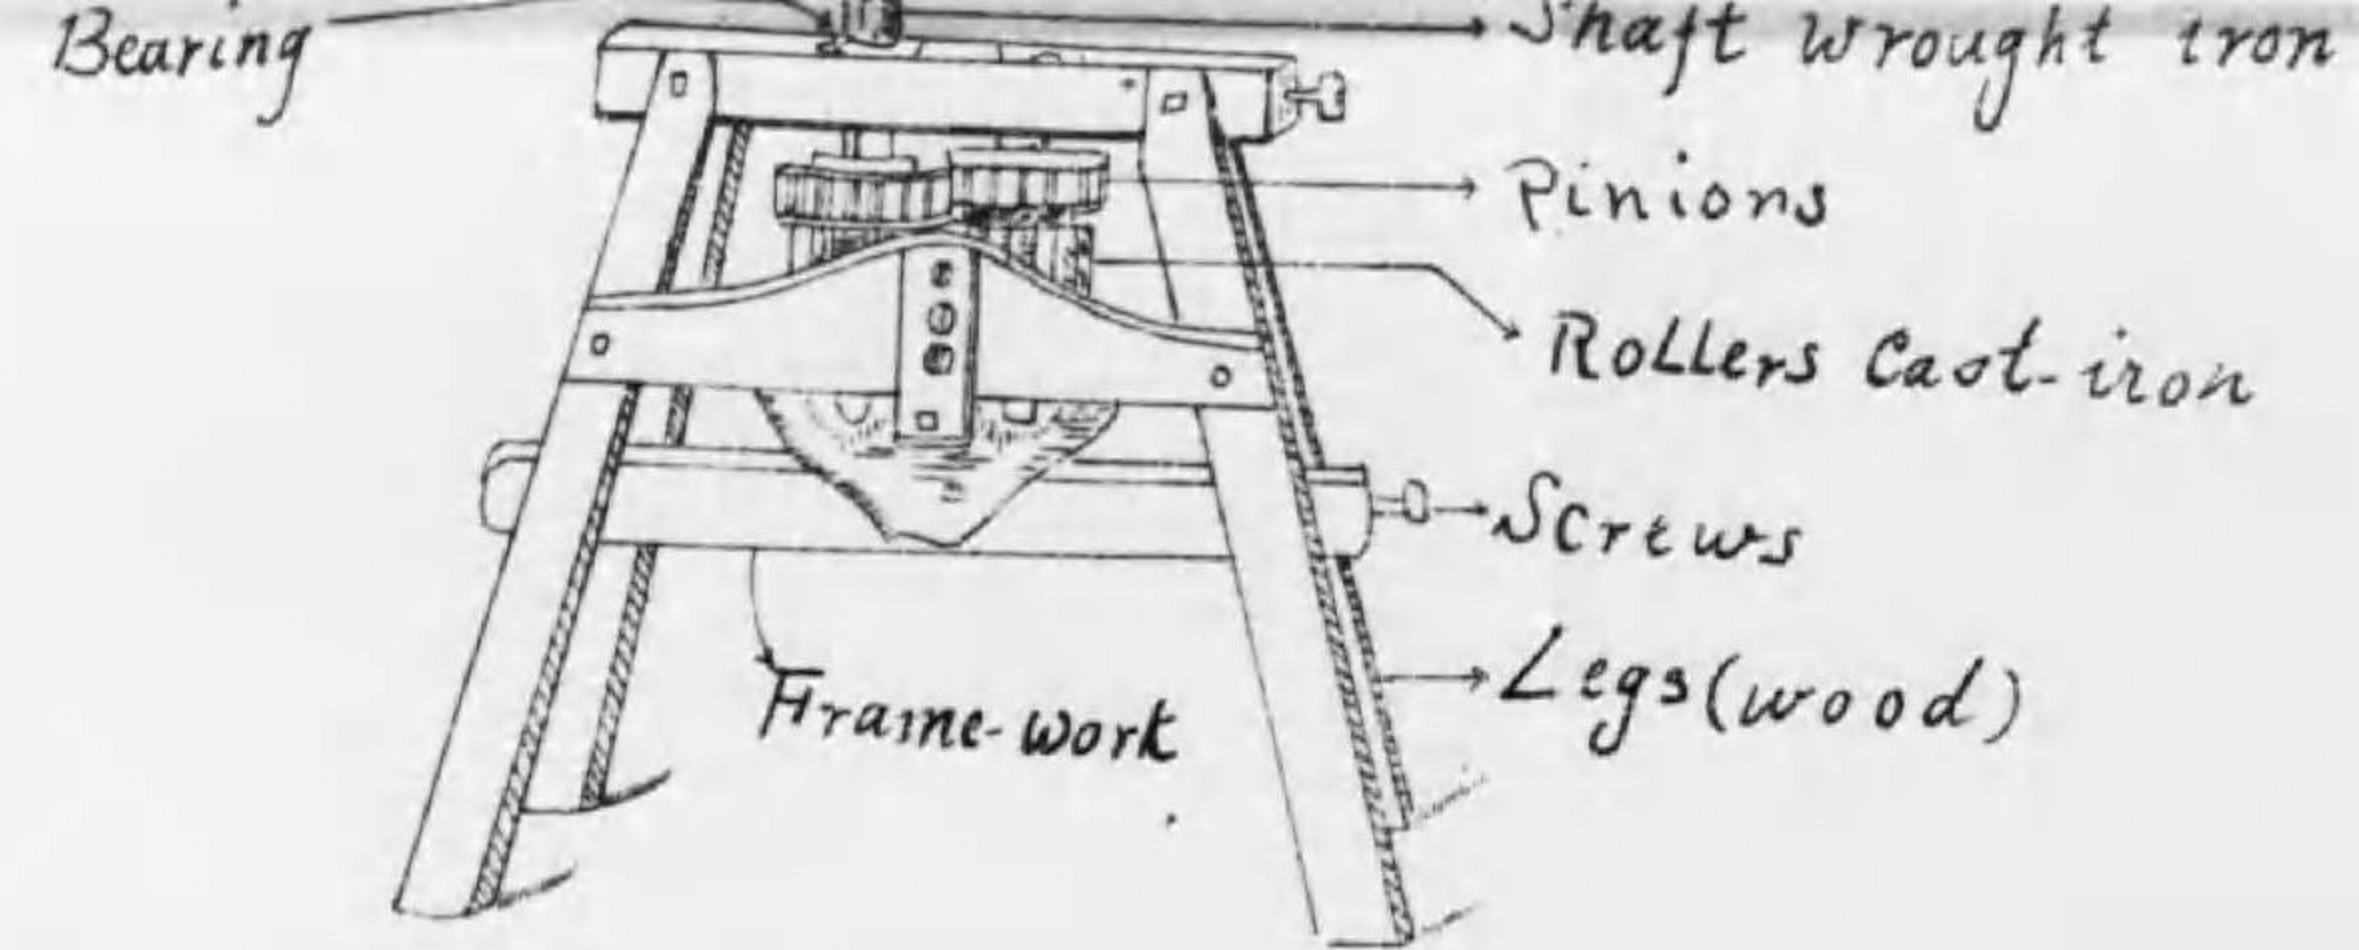 Bearing
Shaft wrought iron
Pinions
Rollers Cast-iron
Screws
Legs(wood)
Frame-work